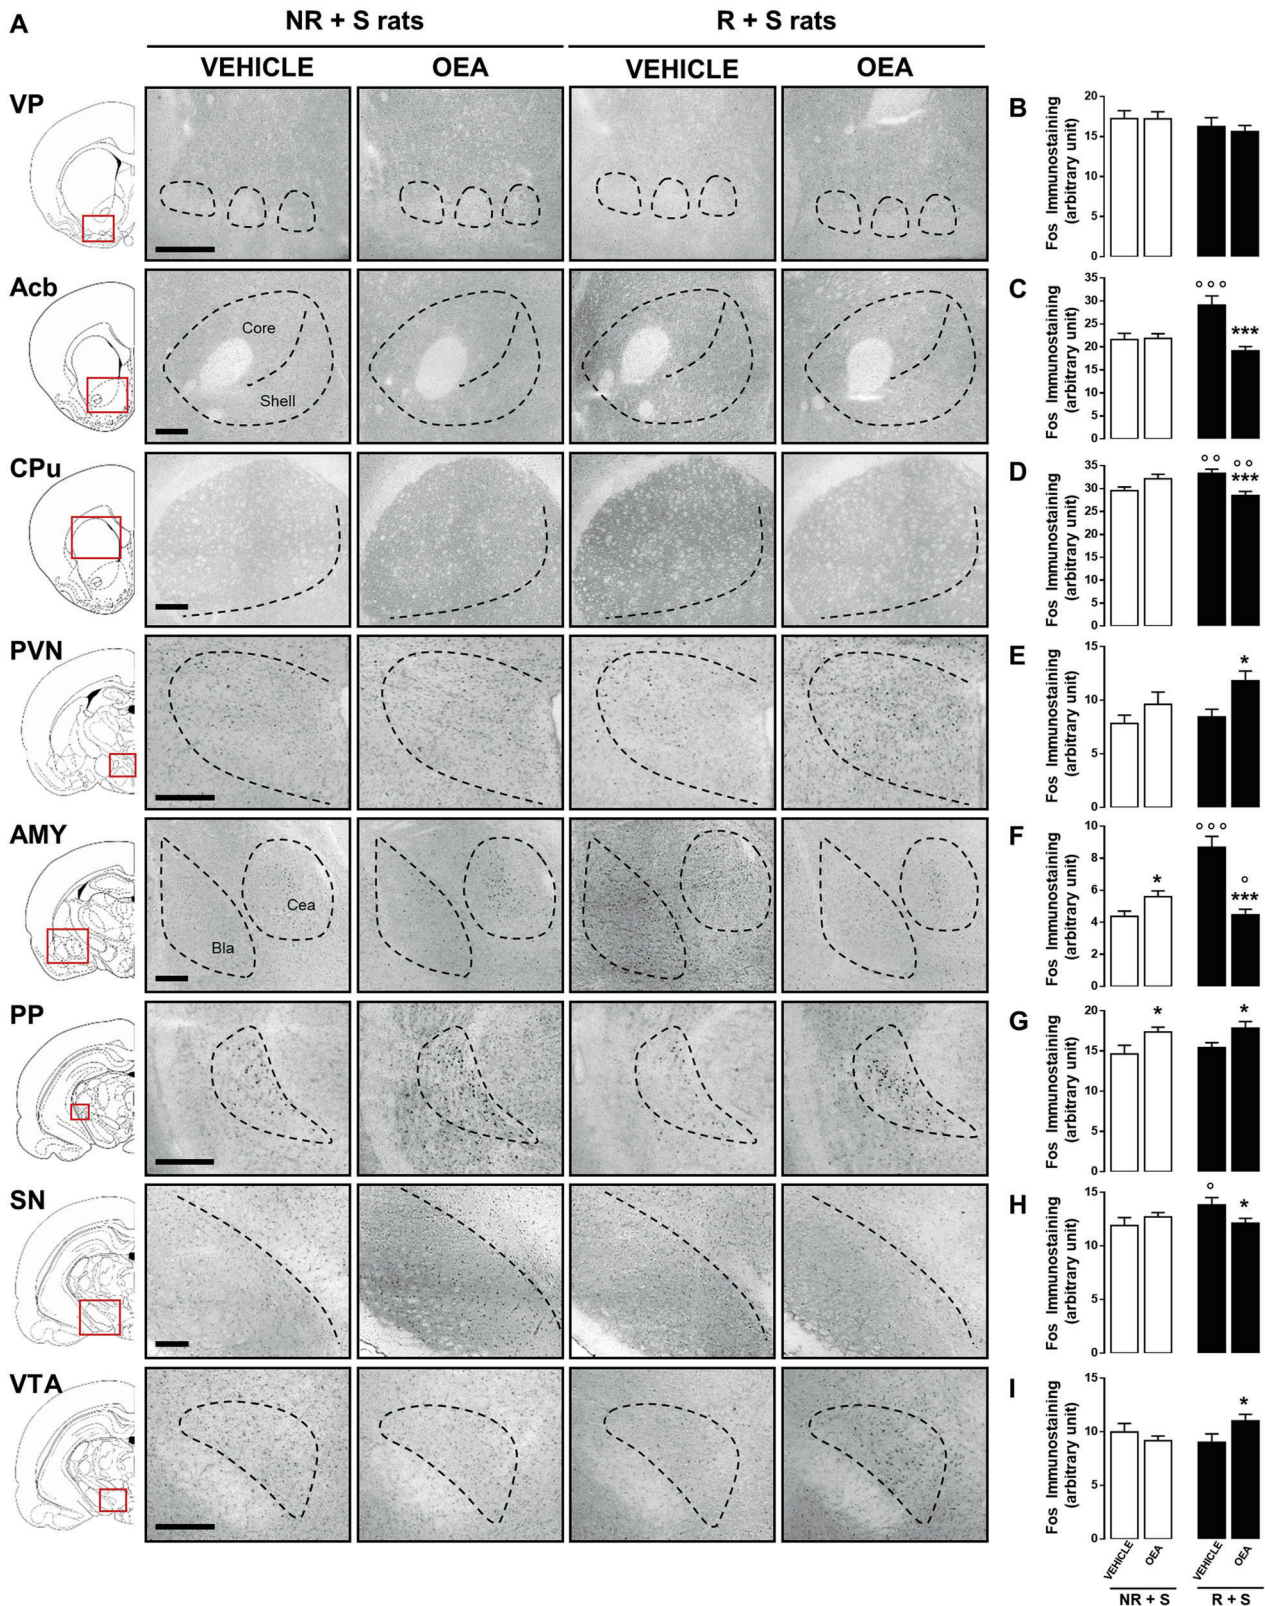 A
NR + S rats
R + S rats
VEHICLE
OEA
VEHICLE
OEA
VP
B
Fos Immunostaining
(arbitrary unit)
20
15
10
5
0
Acb
Core
Shell
C
Fos Immunostaining
(arbitrary unit)
35
30
25
20
15
10
5
0
°°°
***
CPu
D
Fos Immunostaining
(arbitrary unit)
35
30
25
20
15
10
5
0
°°
°°
***
PVN
E
Fos Immunostaining
(arbitrary unit)
15
10
5
0
*
AMY
Cea
Bla
F
Fos Immunostaining
(arbitrary unit)
10
8
6
4
2
0
*
°°°
°
***
PP
G
Fos Immunostaining
(arbitrary unit)
20
15
10
5
0
*
*
SN
H
Fos Immunostaining
(arbitrary unit)
15
10
5
0
°
*
VTA
I
Fos Immunostaining
(arbitrary unit)
15
10
5
0
*
VEHICLE
OEA
VEHICLE
OEA
NR + S
R + S